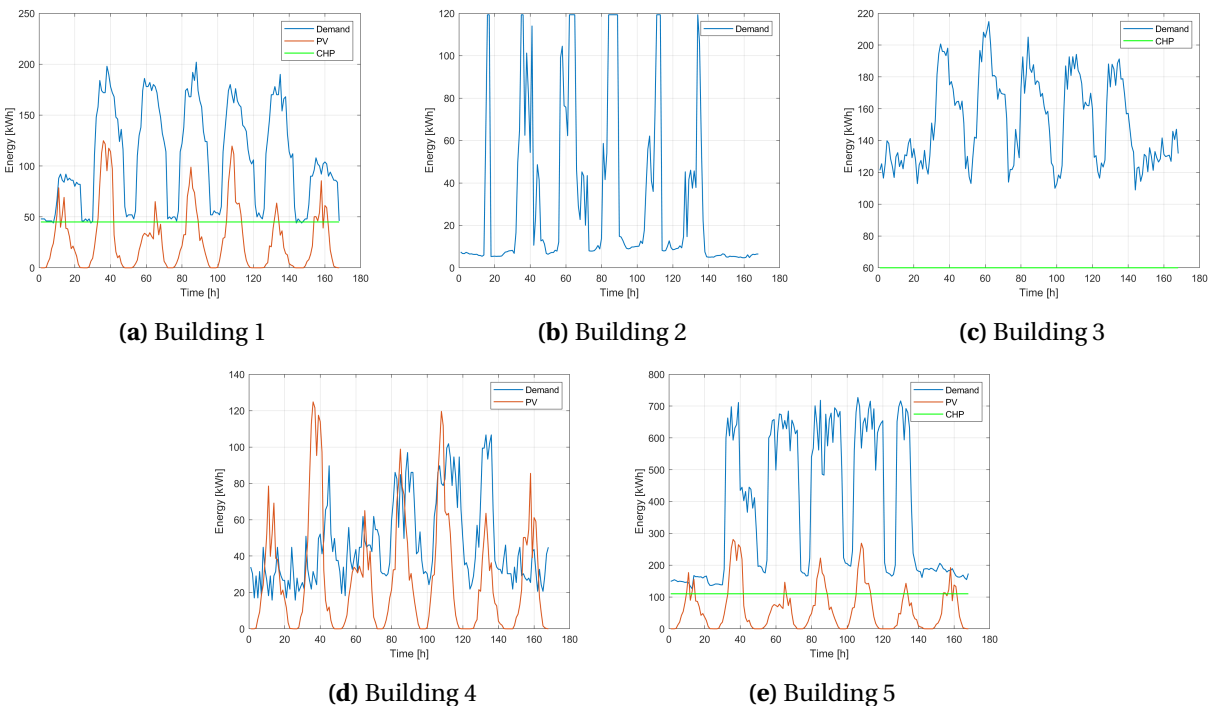 250
200
150
100
50
0
Energy [kWh]
0 20 40 60 80 100 120 140 160 180
Time [h]
Demand
PV
CHP
(a) Building 1
120
100
80
60
40
20
0
Energy [kWh]
0 20 40 60 80 100 120 140 160 180
Time [h]
Demand
(b) Building 2
220
200
180
160
140
120
100
80
60
Energy [kWh]
0 20 40 60 80 100 120 140 160 180
Time [h]
Demand
CHP
(c) Building 3
140
120
100
80
60
40
20
0
Energy [kWh]
0 20 40 60 80 100 120 140 160 180
Time [h]
Demand
PV
(d) Building 4
800
700
600
500
400
300
200
100
0
Energy [kWh]
0 20 40 60 80 100 120 140 160 180
Time [h]
Demand
PV
CHP
(e) Building 5